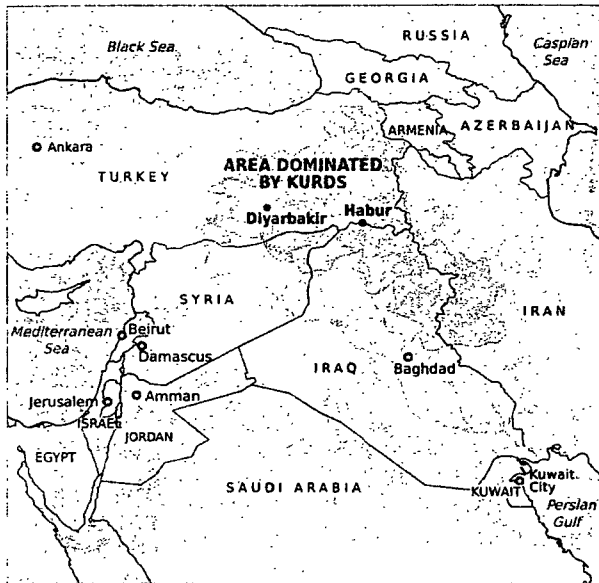 RUSSIA
Black Sea
Caspian
Sea
GEORGIA
ARMENIA
AZERBAIJAN
Ankara
TURKEY
AREA DOMINATED
BY KURDS
Diyarbakir
Habur
SYRIA
IRAN
Mediterranean
Sea
Beirut
Damascus
IRAQ
Baghdad
Jerusalem
Amman
ISRAEL
JORDAN
EGYPT
SAUDI ARABIA
KUWAIT
Kuwait
City
Persian
Gulf